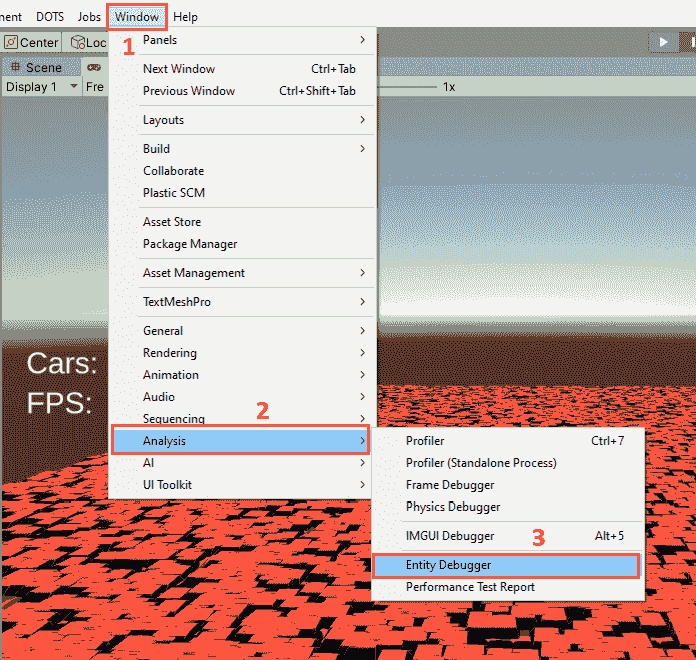 nent DOTS Jobs Window Help
1
Center Loc
Scene
Display 1 Fre
1x
Panels
Next Window Ctrl+Tab
Previous Window Ctrl+Shift+Tab
Layouts
Build
Collaborate
Plastic SCM
Asset Store
Package Manager
Asset Management
TextMeshPro
General
Rendering
Animation
Audio
2
Sequencing
Analysis
AI
UI Toolkit
Cars:
FPS:
Profiler Ctrl+7
Profiler (Standalone Process)
Frame Debugger
Physics Debugger
IMGUI Debugger Alt+5
3
Entity Debugger
Performance Test Report